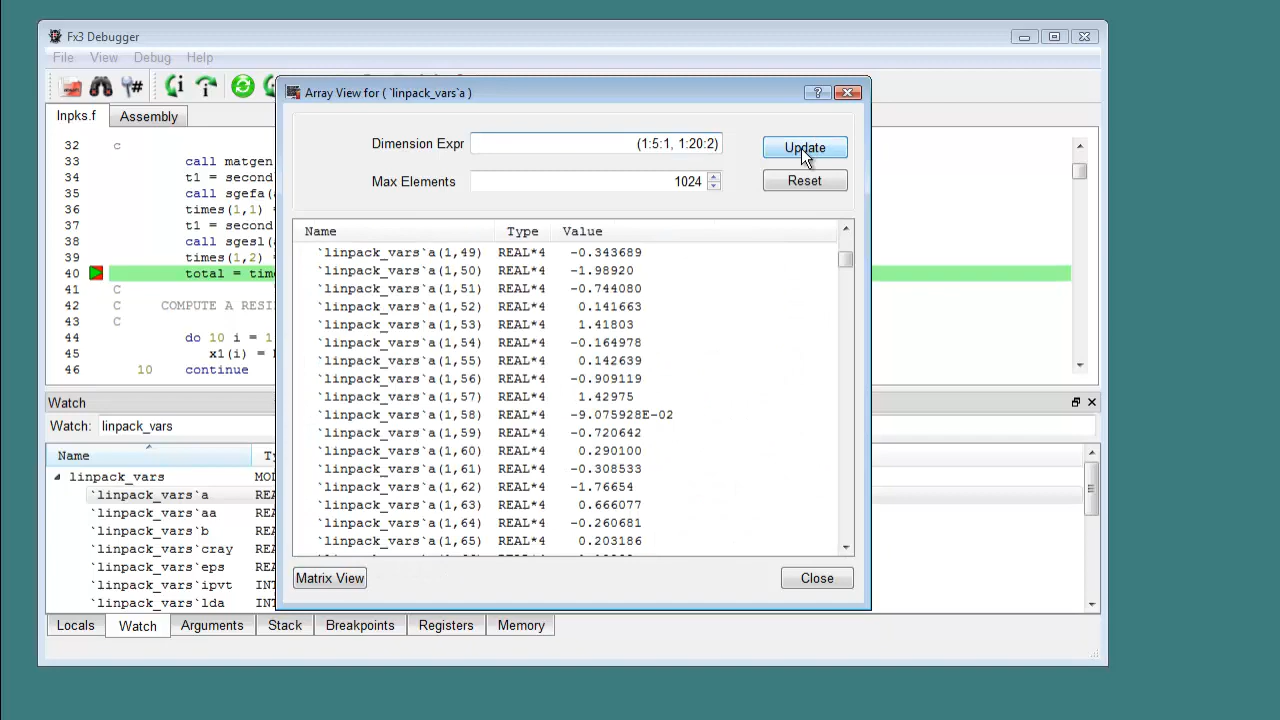 Fx3 Debugger
File View Debug Help
lnpks.f Assembly
32 c
33 call matgen
34 t1 = second
35 call sgefa(
36 times(1,1)
37 t1 = second
38 call sgesl(
39 times(1,2)
40 total = time
41 C
42 C COMPUTE A RESI
43 C
44 do 10 i = 1
45 x1(i) =
46 10 continue
Array View for ( `linpack_vars`a )
Dimension Expr (1:5:1, 1:20:2) Update
Max Elements 1024 Reset
Name Type Value
`linpack_vars`a(1,49) REAL*4 -0.343689
`linpack_vars`a(1,50) REAL*4 -1.98920
`linpack_vars`a(1,51) REAL*4 -0.744080
`linpack_vars`a(1,52) REAL*4 0.141663
`linpack_vars`a(1,53) REAL*4 1.41803
`linpack_vars`a(1,54) REAL*4 -0.164978
`linpack_vars`a(1,55) REAL*4 0.142639
`linpack_vars`a(1,56) REAL*4 -0.909119
`linpack_vars`a(1,57) REAL*4 1.42975
`linpack_vars`a(1,58) REAL*4 -9.075928E-02
`linpack_vars`a(1,59) REAL*4 -0.720642
`linpack_vars`a(1,60) REAL*4 0.290100
`linpack_vars`a(1,61) REAL*4 -0.308533
`linpack_vars`a(1,62) REAL*4 -1.76654
`linpack_vars`a(1,63) REAL*4 0.666077
`linpack_vars`a(1,64) REAL*4 -0.260681
`linpack_vars`a(1,65) REAL*4 0.203186
Matrix View Close
Watch
Watch: linpack_vars
Name
linpack_vars MOD
`linpack_vars`a REA
`linpack_vars`aa REA
`linpack_vars`b REA
`linpack_vars`cray REA
`linpack_vars`eps REA
`linpack_vars`ipvt INT
`linpack_vars`lda INT
Locals Watch Arguments Stack Breakpoints Registers Memory